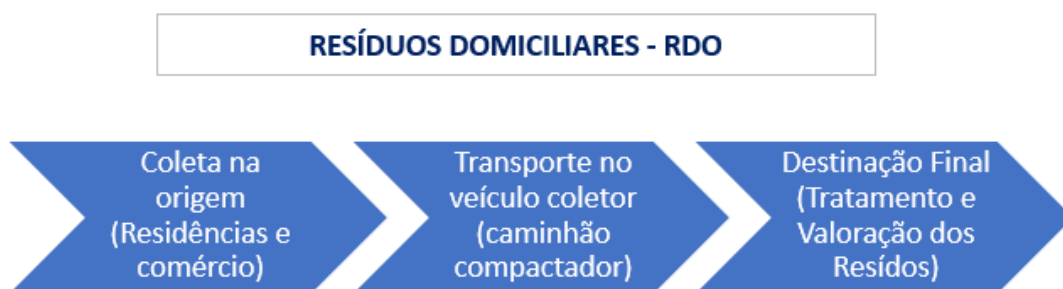 RESÍDUOS DOMICILIARES - RDO
Coleta na
origem
(Residências e
comércio)
Transporte no
veículo coletor
(caminhão
compactador)
Destinação Final
(Tratamento e
Valoração dos
Resídos)